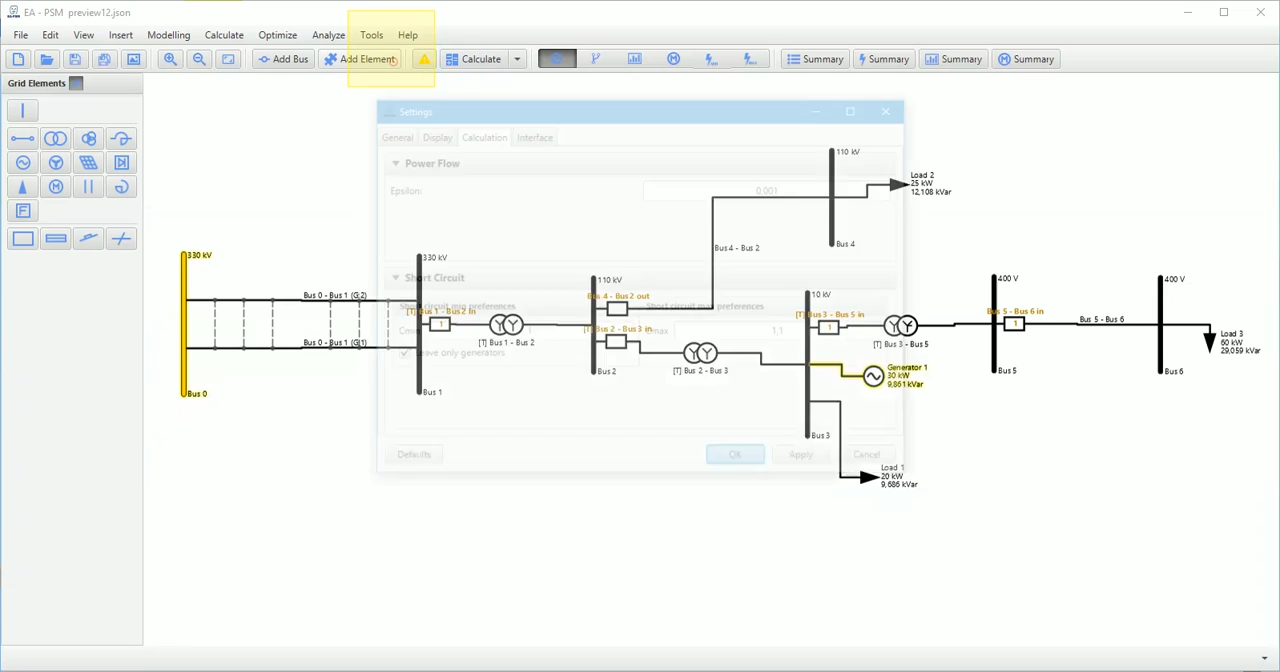 EA - PSM preview12.json
File Edit View Insert Modelling Calculate Optimize Analyze Tools Help
Add Bus Add Element Calculate Summary Summary Summary Summary
Grid Elements
Settings
General Display Calculation Interface
Power Flow
Epsilon: 0.001
Short Circuit
Short circuit min preferences Short circuit max preferences
Cmax 1,1
Leave only generators
Defaults OK Apply Cancel
330 kV
Bus 0
Bus 0 - Bus 1 (G:2)
Bus 0 - Bus 1 (G:1)
330 kV
Bus 1
[T] Bus 1 - Bus 2 in
1
[T] Bus 1 - Bus 2
110 kV
Bus 4 - Bus 2 out
[T] Bus 2 - Bus 3 in
Bus 2
[T] Bus 2 - Bus 3
Bus 4 - Bus 2
110 kV
Bus 4
Load 2
25 kW
12,108 kVar
10 kV
[T] Bus 3 - Bus 5 in
1
[T] Bus 3 - Bus 5
Generator 1
30 kW
9,861 kVar
Bus 3
Load 1
20 kW
9,686 kVar
400 V
Bus 5 - Bus 6 in
1
Bus 5
Bus 5 - Bus 6
400 V
Bus 6
Load 3
60 kW
29,059 kVar